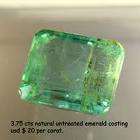 3.75 cts natural untreated emerald costing
usd $ 20 per carat.